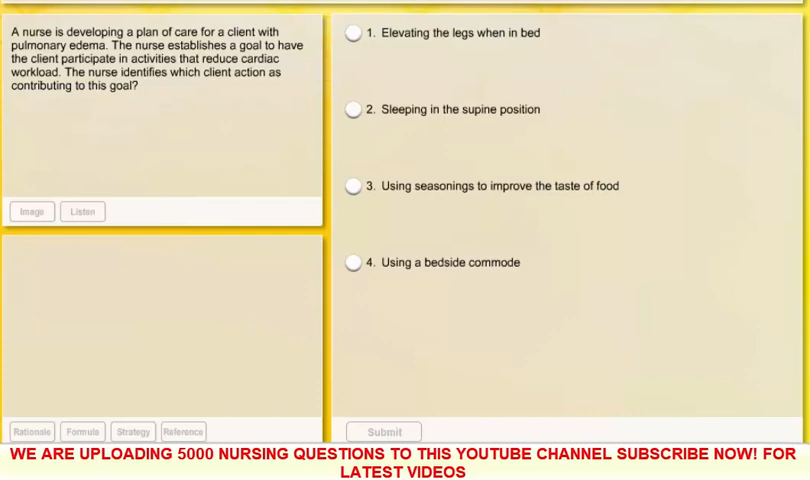 A nurse is developing a plan of care for a client with
pulmonary edema. The nurse establishes a goal to have
the client participate in activities that reduce cardiac
workload. The nurse identifies which client action as
contributing to this goal?
Image Listen
1. Elevating the legs when in bed
2. Sleeping in the supine position
3. Using seasonings to improve the taste of food
4. Using a bedside commode
Rationale Formula Strategy Reference
Submit
WE ARE UPLOADING 5000 NURSING QUESTIONS TO THIS YOUTUBE CHANNEL SUBSCRIBE NOW! FOR
LATEST VIDEOS